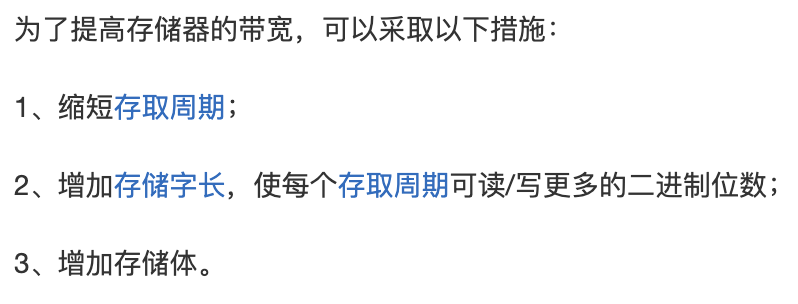 为了提高存储器的带宽，可以采取以下措施：
1、缩短存取周期；
2、增加存储字长，使每个存取周期可读/写更多的二进制位数；
3、增加存储体。